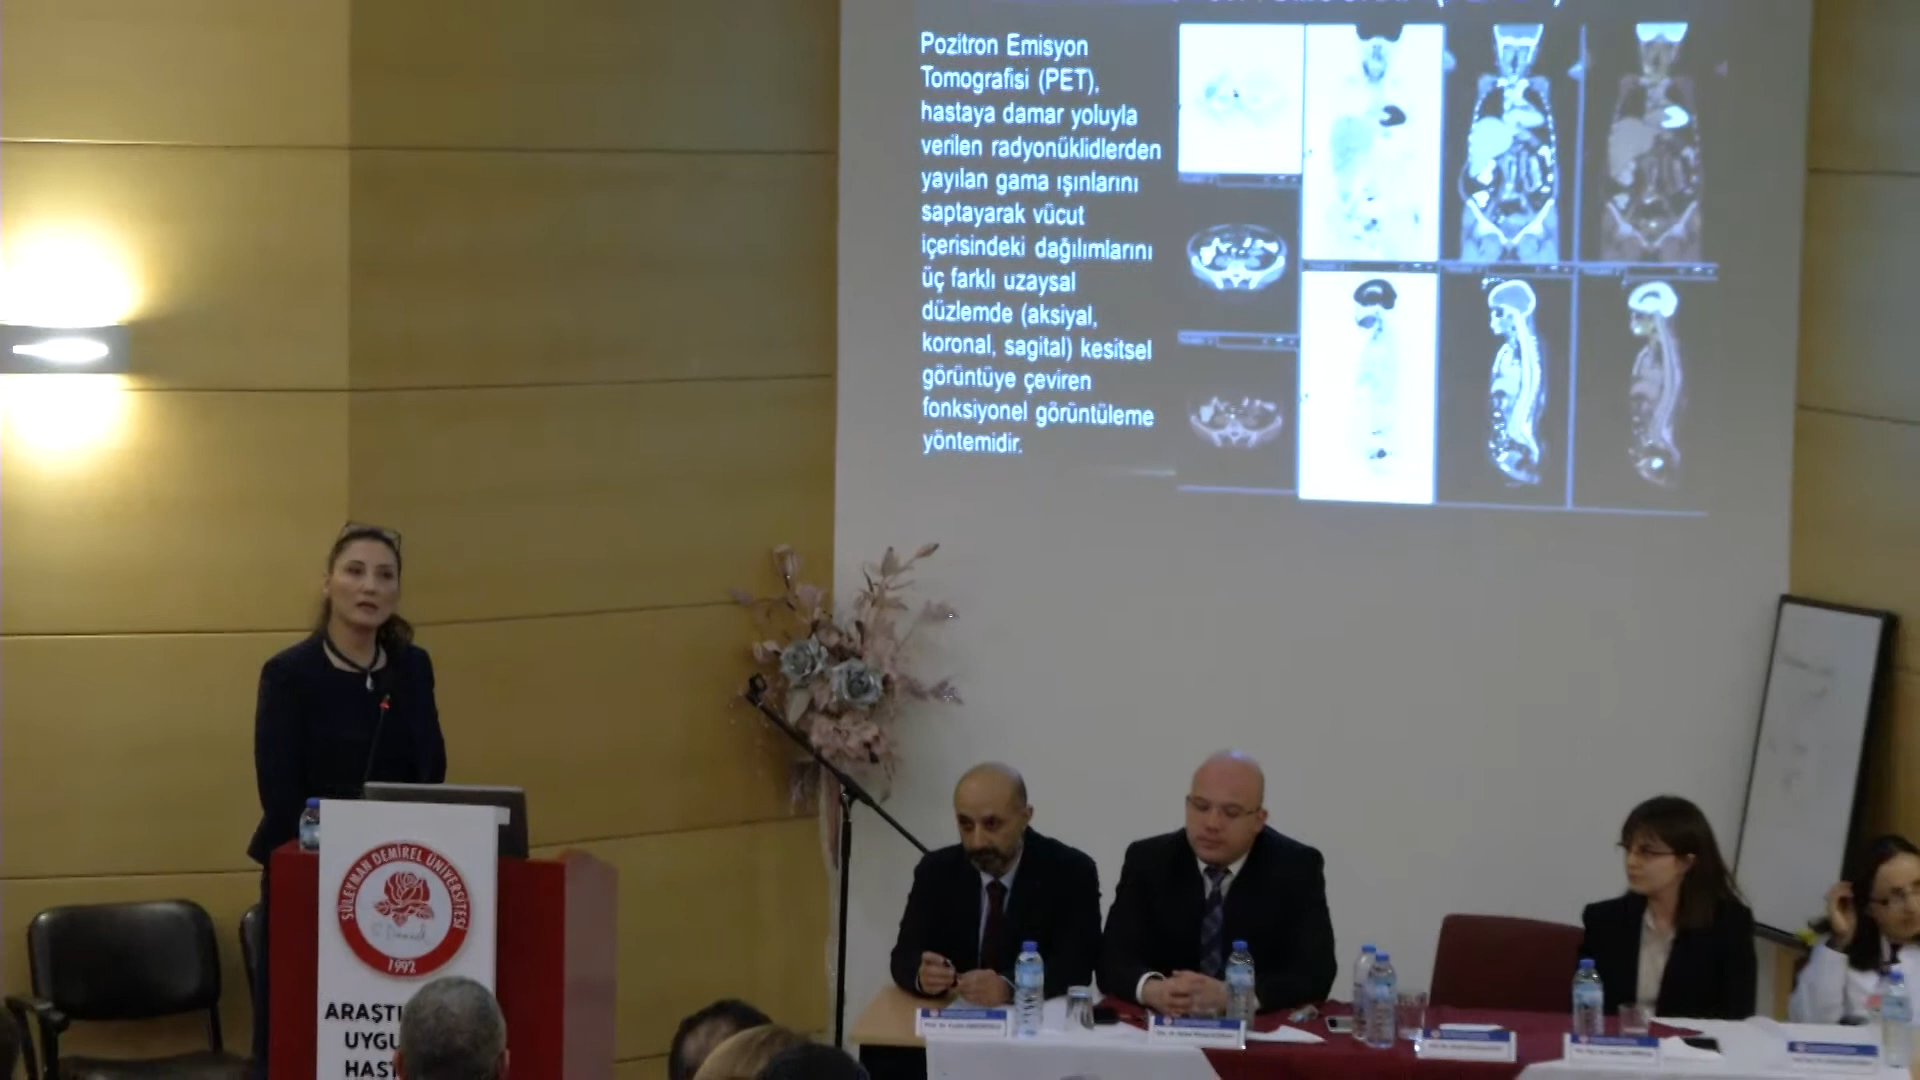 Pozitron Emisyon
Tomografisi (PET),
hastaya damar yoluyla
verilen radyonüklidlerden
yayılan gama ışınlarını
saptayarak vücut
içerisindeki dağılımlarını
üç farklı uzaysal
düzlemde (aksiyal,
koronal, sagital) kesitsel
görüntüye çeviren
fonksiyonel görüntüleme
yöntemidir.
SÜLEYMAN DEMİREL ÜNİVERSİTESİ
1992
ARAŞTI
UYGU
HAST